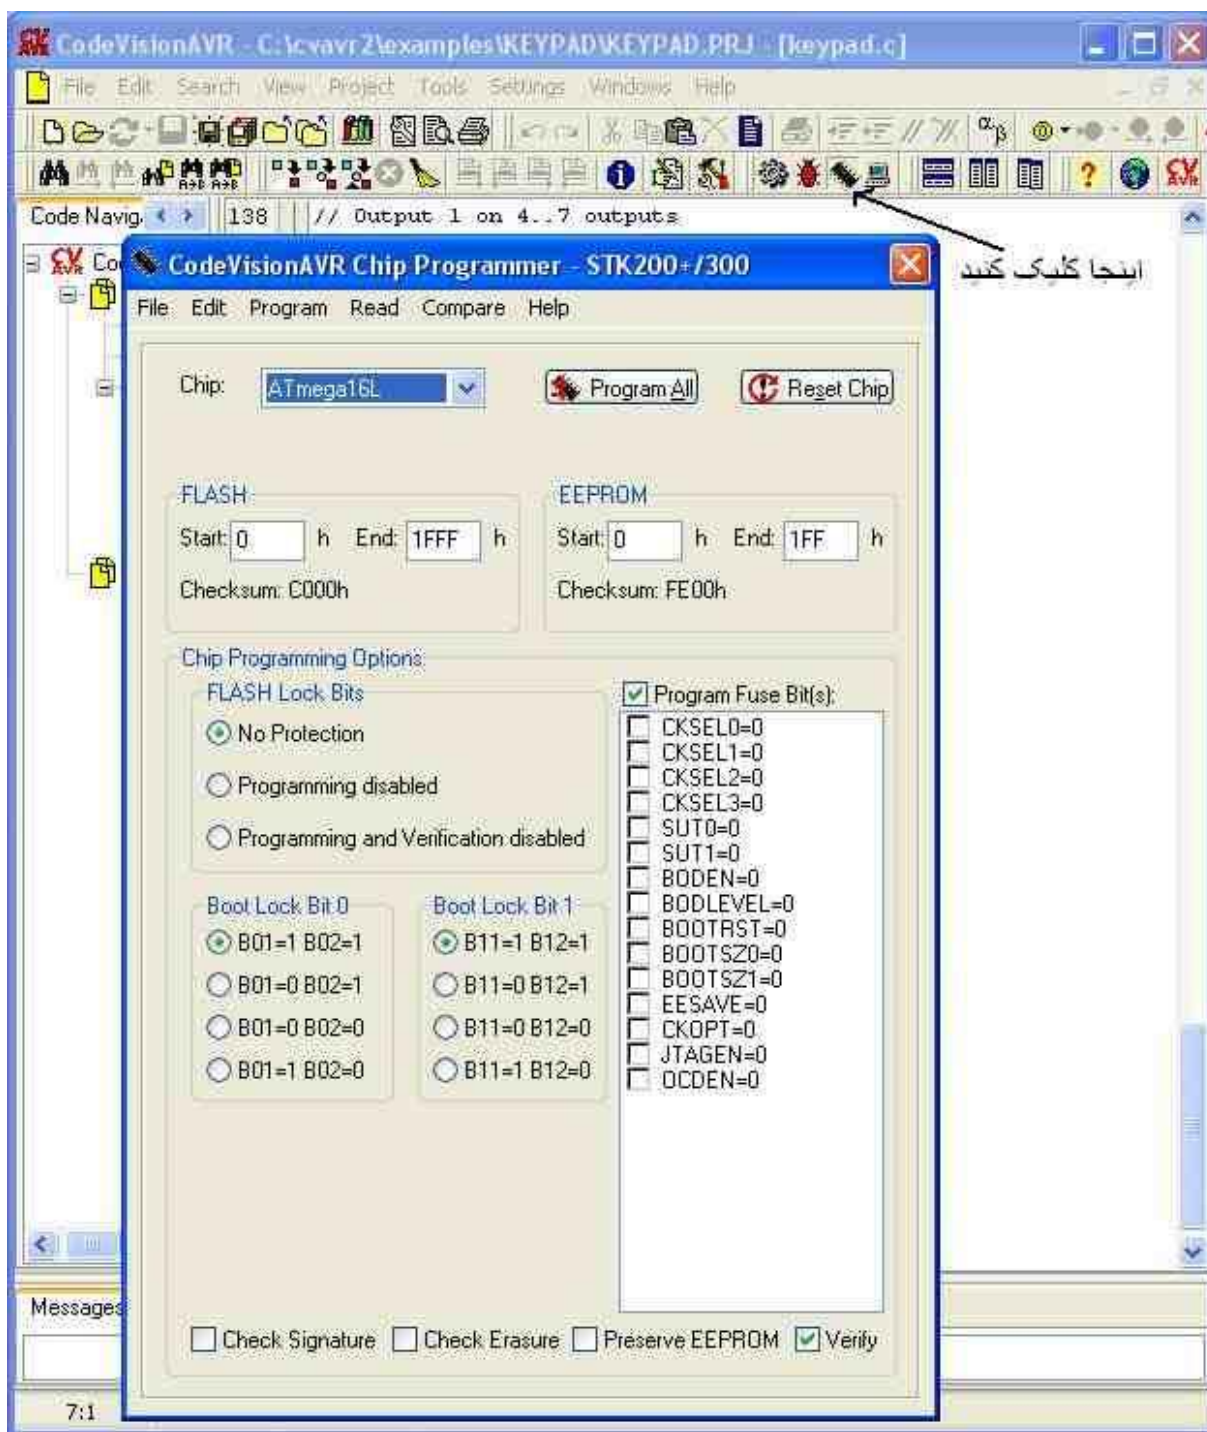 CodeVisionAVR - C:\cvavr2\examples\KEYPAD\KEYPAD.PRJ - [keypad.c]
File Edit Search View Project Tools Settings Windows Help
Code Navig
138 // Output 1 on 4..7 outputs
اینجا کلیک کنید
Co
CodeVisionAVR Chip Programmer - STK200+/300
File Edit Program Read Compare Help
Chip: ATmega16L Program All Reset Chip
FLASH EEPROM
Start: 0 h End: 1FFF h Start: 0 h End: 1FF h
Checksum: C000h Checksum: FE00h
Chip Programming Options
FLASH Lock Bits
No Protection
Programming disabled
Programming and Verification disabled
Boot Lock Bit 0
B01=1 B02=1
B01=0 B02=1
B01=0 B02=0
B01=1 B02=0
Boot Lock Bit 1
B11=1 B12=1
B11=0 B12=1
B11=0 B12=0
B11=1 B12=0
Program Fuse Bit(s):
CKSEL0=0
CKSEL1=0
CKSEL2=0
CKSEL3=0
SUT0=0
SUT1=0
BODEN=0
BODLEVEL=0
BOOTRST=0
BOOTSZ0=0
BOOTSZ1=0
EESAVE=0
CKOPT=0
JTAGEN=0
OCDEN=0
Check Signature Check Erasure Preserve EEPROM Verify
Messages
7:1